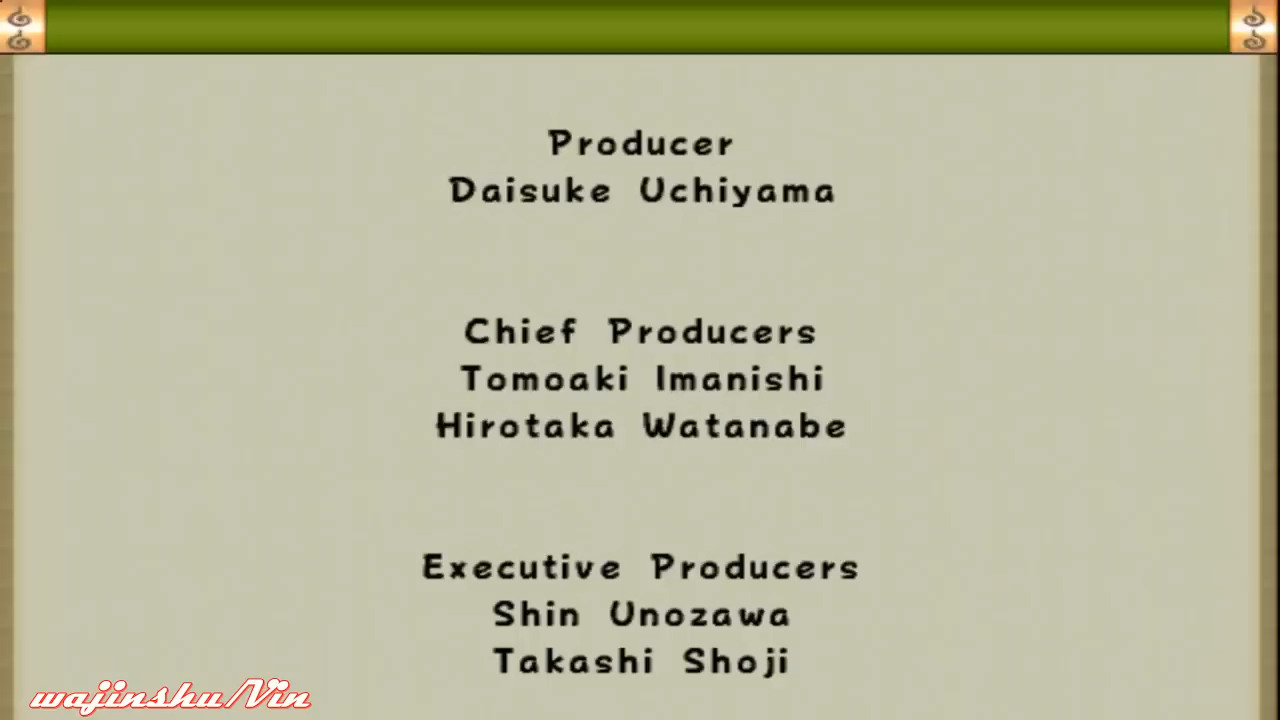 Producer
Daisuke Uchiyama
Chief Producers
Tomoaki Imanishi
Hirotaka Watanabe
Executive Producers
Shin Unozawa
Takashi Shoji
wajinshu/Vin